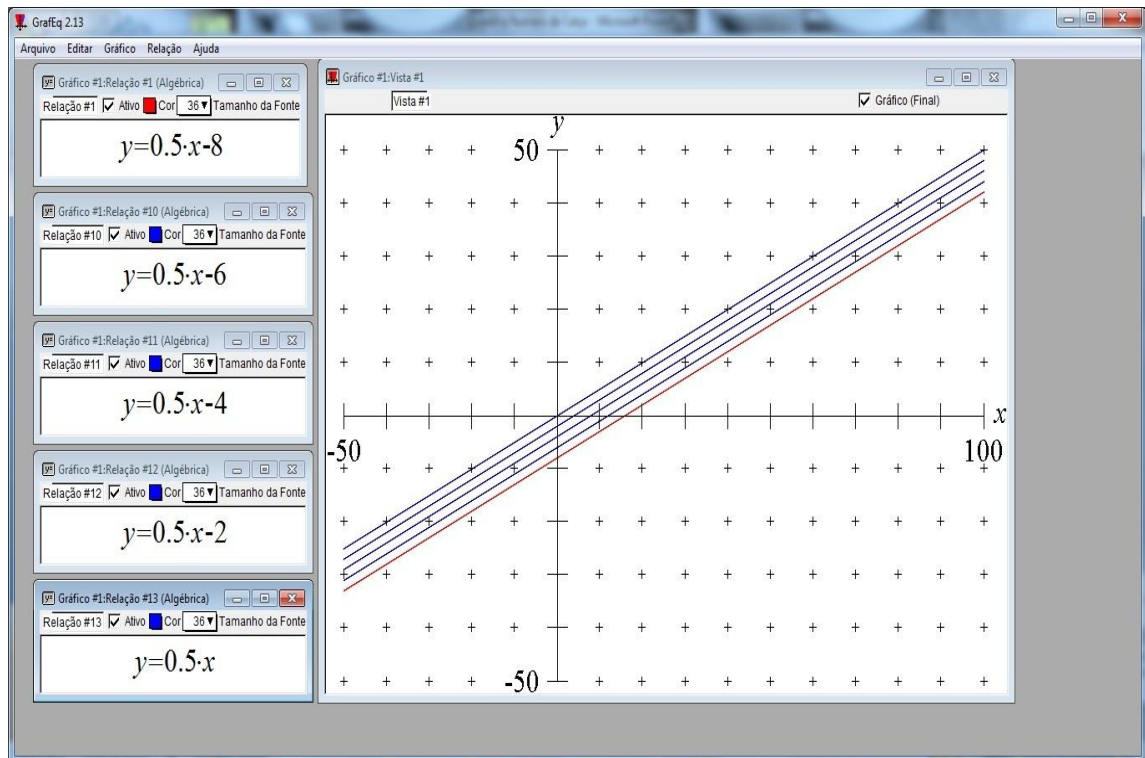 GrafEq 2.13
Arquivo Editar Gráfico Relação Ajuda
Gráfico #1:Relação #1 (Algébrica)
Relação #1 Ativo Cor 36 Tamanho da Fonte
y=0.5·x-8
Gráfico #1:Relação #10 (Algébrica)
Relação #10 Ativo Cor 36 Tamanho da Fonte
y=0.5·x-6
Gráfico #1:Relação #11 (Algébrica)
Relação #11 Ativo Cor 36 Tamanho da Fonte
y=0.5·x-4
Gráfico #1:Relação #12 (Algébrica)
Relação #12 Ativo Cor 36 Tamanho da Fonte
y=0.5·x-2
Gráfico #1:Relação #13 (Algébrica)
Relação #13 Ativo Cor 36 Tamanho da Fonte
y=0.5·x
Gráfico #1:Vista #1
Vista #1 Gráfico (Final)
y
50
x
-50 100
-50